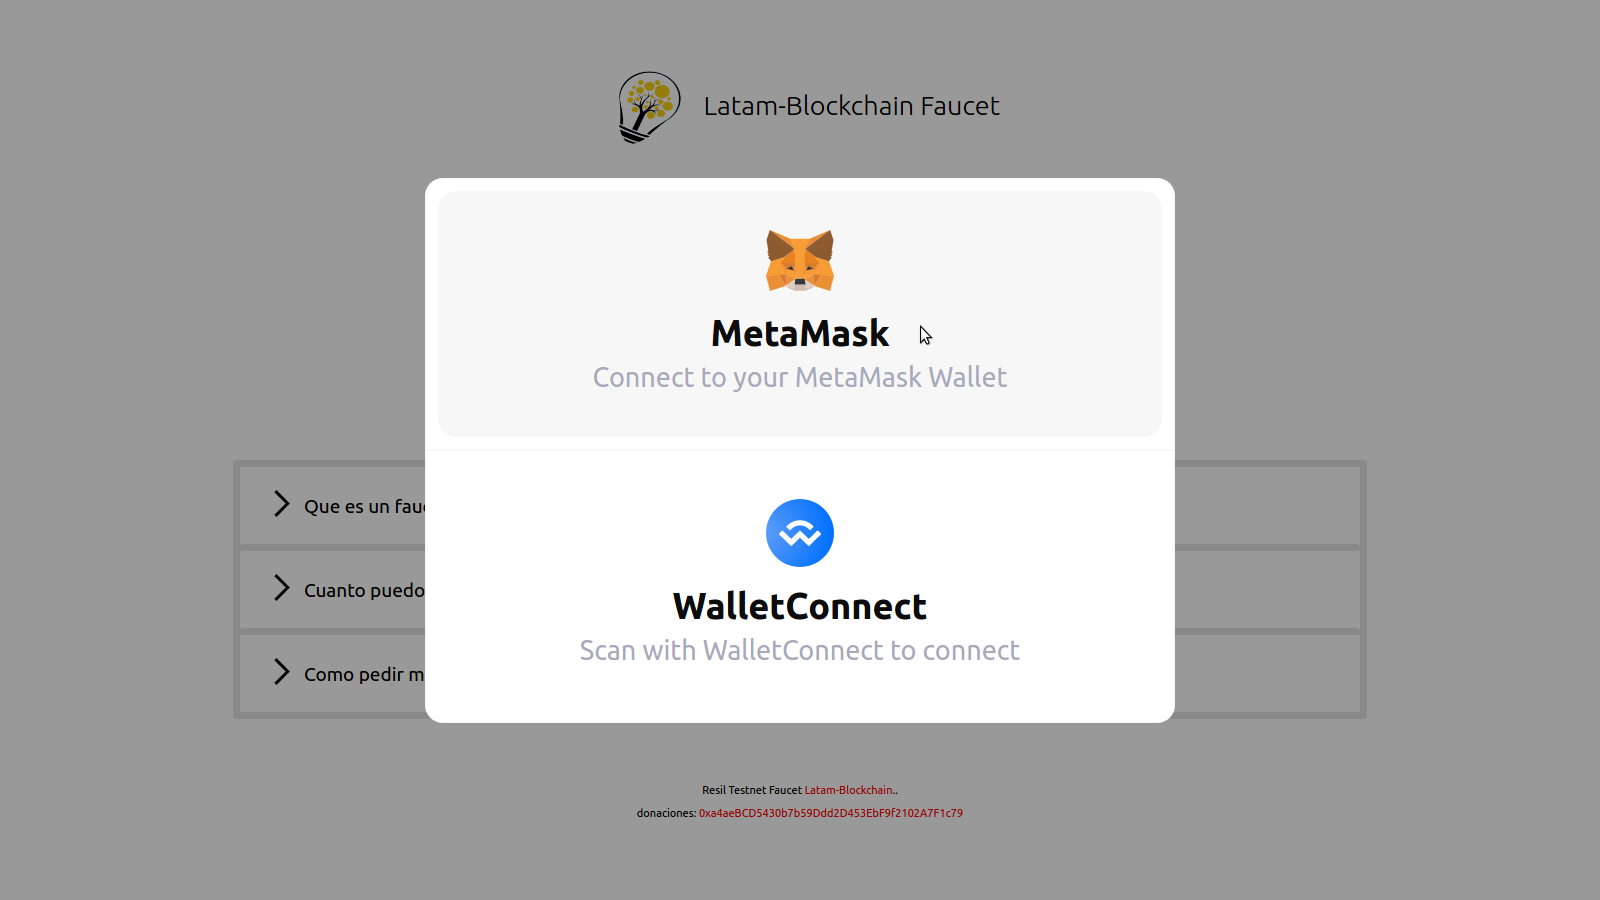 Latam-Blockchain Faucet
MetaMask
Connect to your MetaMask Wallet
Que es un
WalletConnect
Cuanto puedo
Scan with WalletConnect to connect
Como pedir
Resil Testnet Faucet Latam-Blockchain..
donaciones: 0xa4aeBCD5430b7b59Ddd2D453EbF9f2102A7F1c79